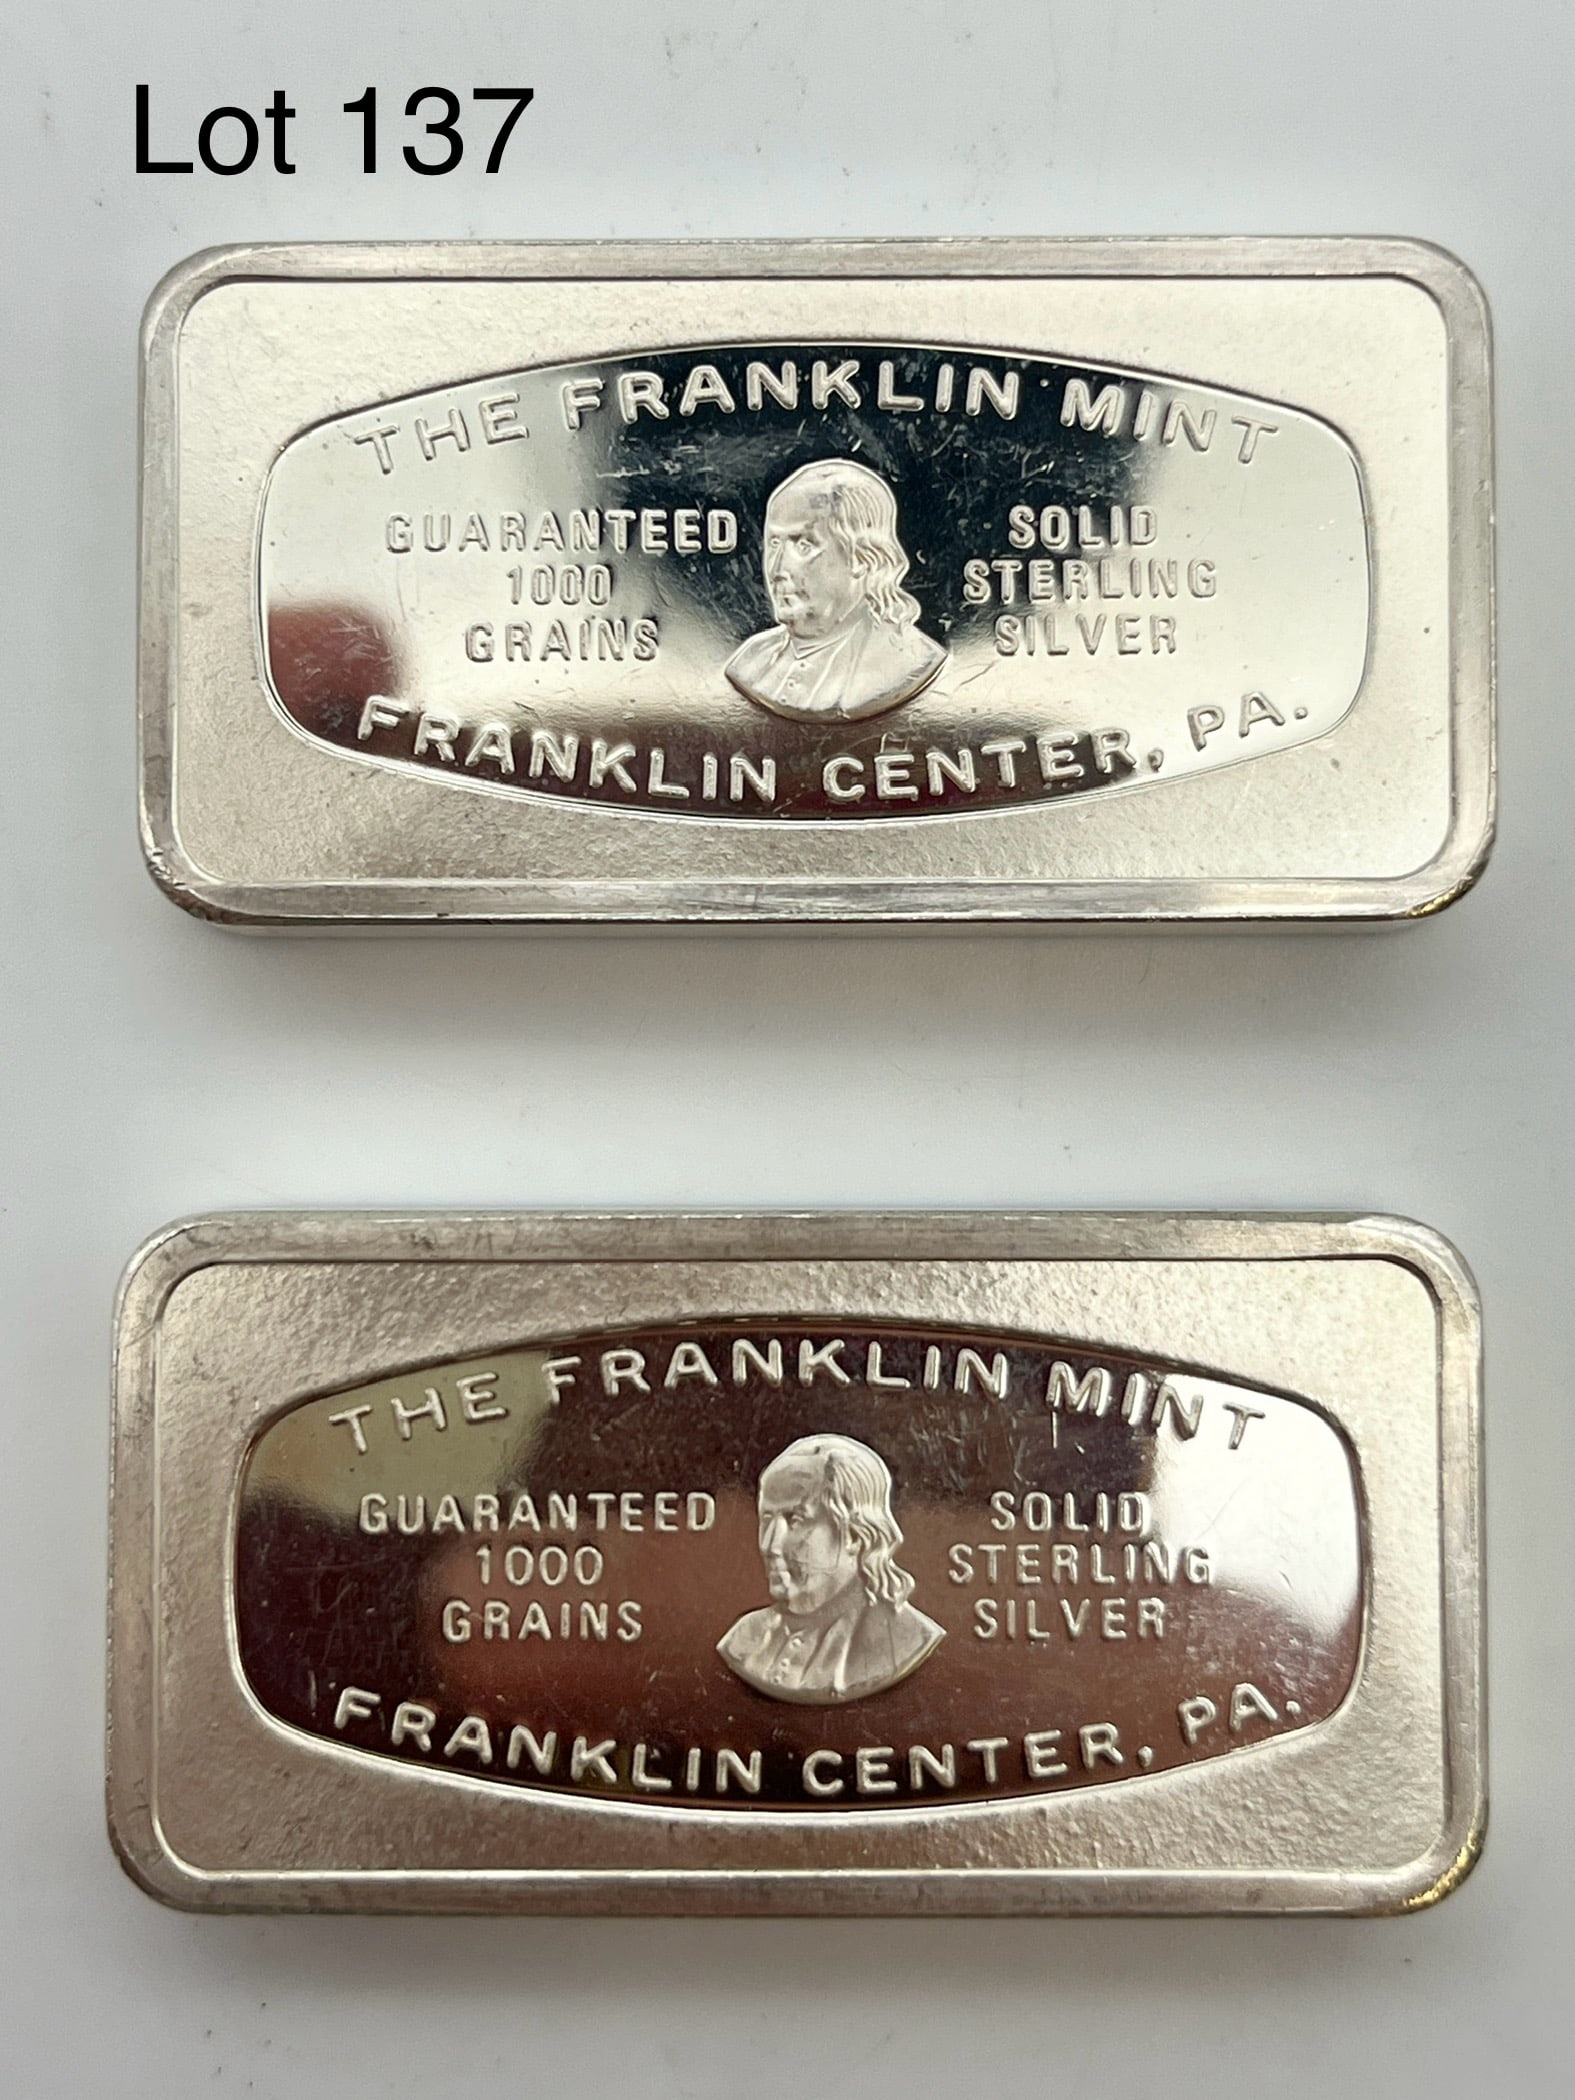 Lot 137
THE FRANKLIN MINT
GUARANTEED
1000
GRAINS
SOLID
STERLING
SILVER
FRANKLIN CENTER, PA.
THE FRANKLIN MINT
GUARANTEED
1000
GRAINS
SOLID
STERLING
SILVER
FRANKLIN CENTER, PA.